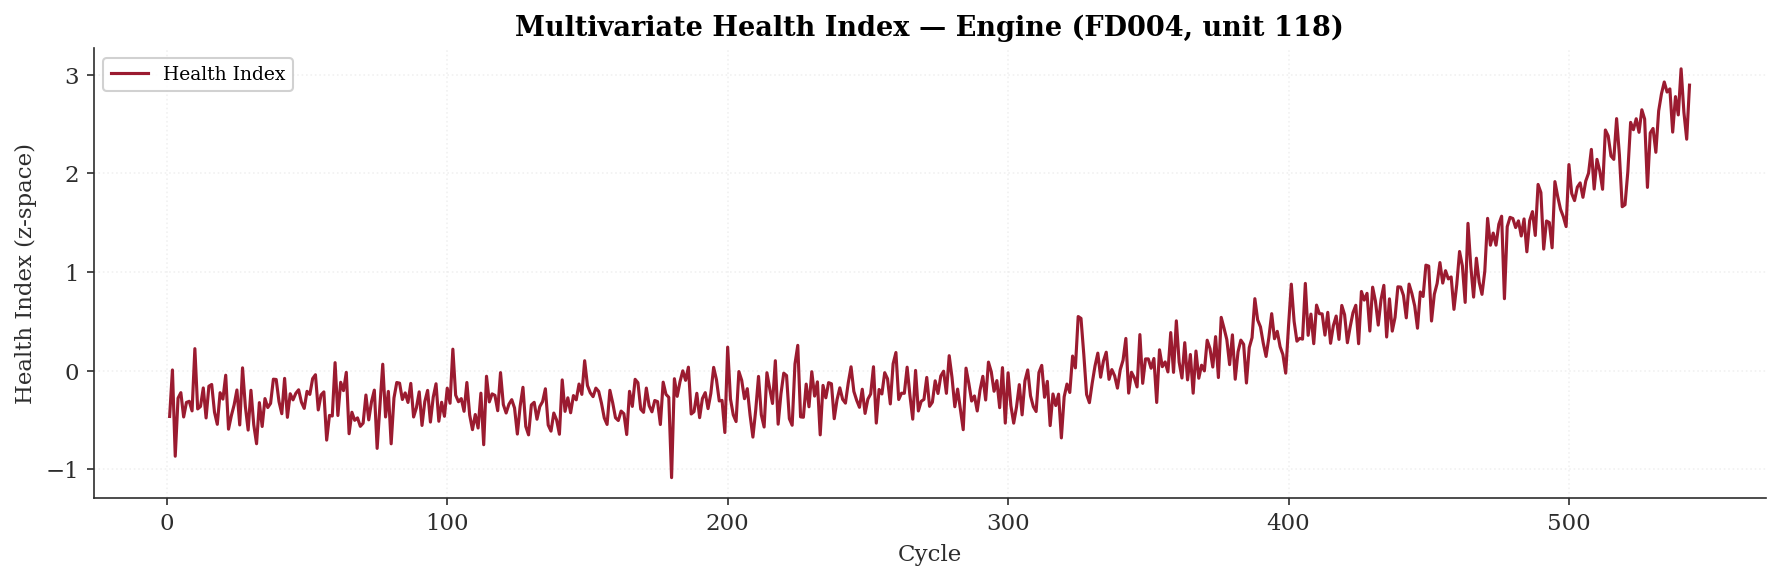 Multivariate Health Index — Engine (FD004, unit 118)
Health Index
Health Index (z-space)
3
2
1
0
−1
0 100 200 300 400 500
Cycle